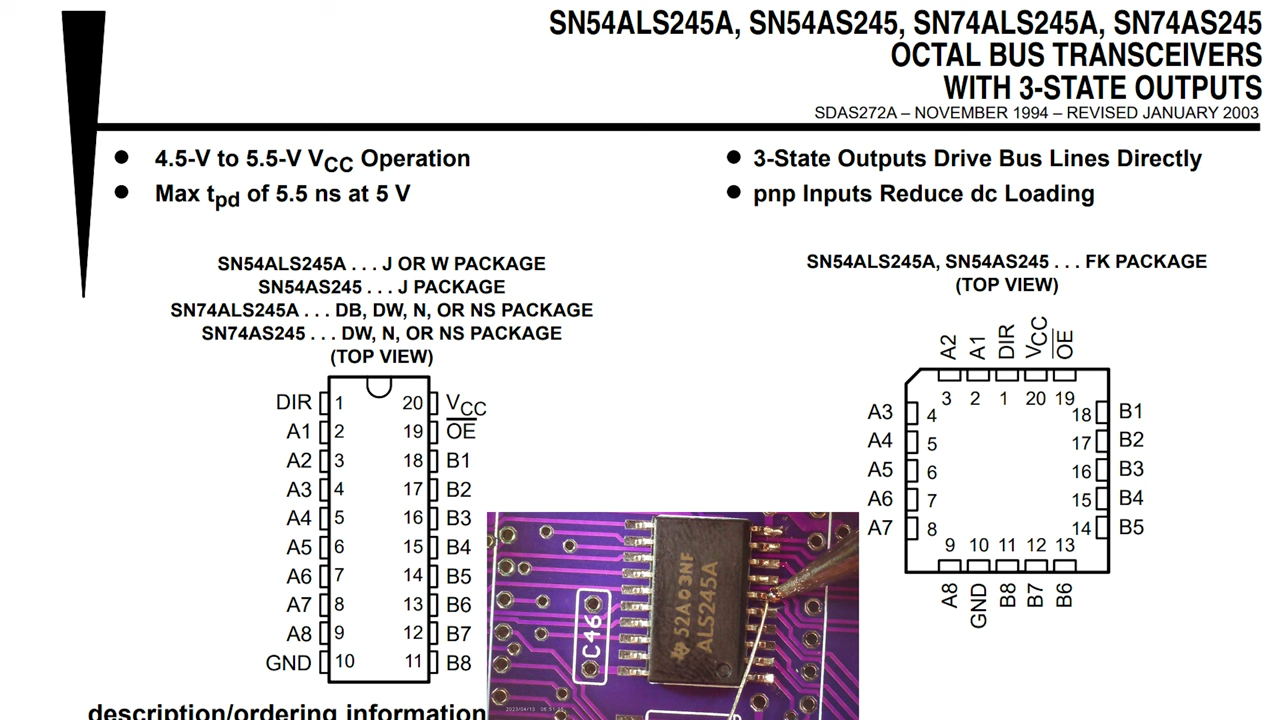 SN54ALS245A, SN54AS245, SN74ALS245A, SN74AS245
OCTAL BUS TRANSCEIVERS
WITH 3-STATE OUTPUTS
SDAS272A – NOVEMBER 1994 – REVISED JANUARY 2003
● 4.5-V to 5.5-V VCC Operation
● Max tpd of 5.5 ns at 5 V
● 3-State Outputs Drive Bus Lines Directly
● pnp Inputs Reduce dc Loading
SN54ALS245A . . . J OR W PACKAGE
SN54AS245 . . . J PACKAGE
SN74ALS245A . . . DB, DW, N, OR NS PACKAGE
SN74AS245 . . . DW, N, OR NS PACKAGE
(TOP VIEW)
DIR 1 20 VCC
A1 2 19 OE
A2 3 18 B1
A3 4 17 B2
A4 5 16 B3
A5 6 15 B4
A6 7 14 B5
A7 8 13 B6
A8 9 12 B7
GND 10 11 B8
SN54ALS245A, SN54AS245 . . . FK PACKAGE
(TOP VIEW)
A2 A1 DIR VCC OE
3 2 1 20 19
A3 4 18 B1
A4 5 17 B2
A5 6 16 B3
A6 7 15 B4
A7 8 14 B5
9 10 11 12 13
A8 GND B8 B7 B6
52A03NF
ALS245A
C46
2023/04/13
description/ordering information